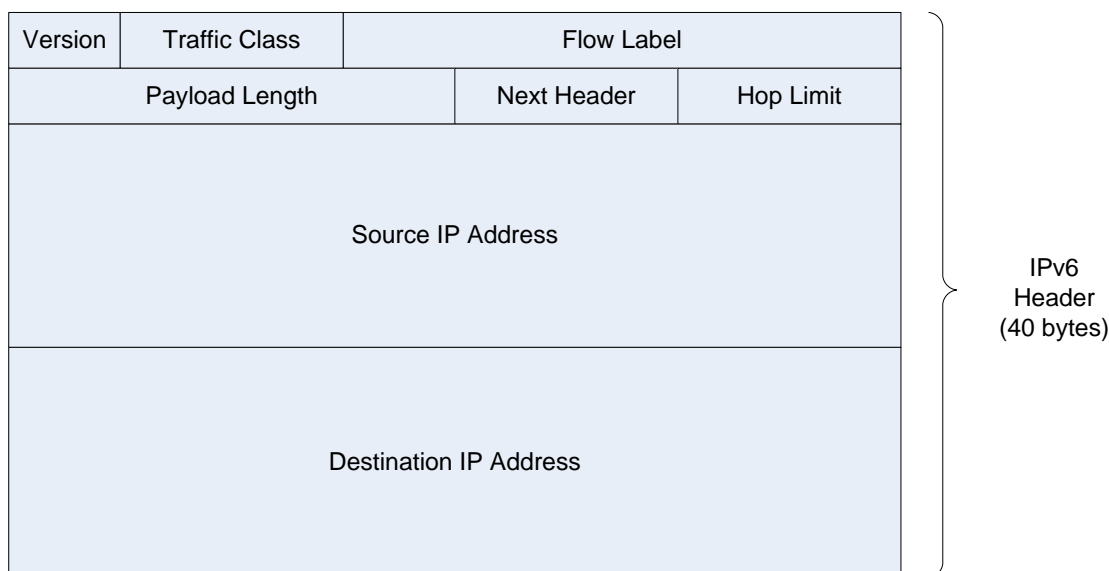 Version Traffic Class Flow Label
Payload Length Next Header Hop Limit
Source IP Address
Destination IP Address
IPv6
Header
(40 bytes)